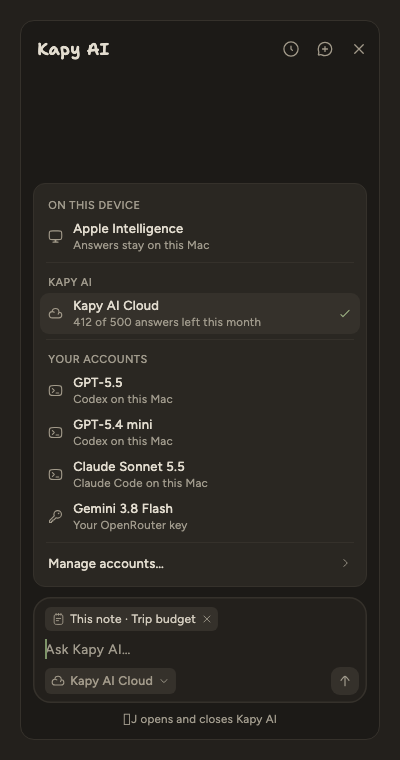 Kapy AI
ON THIS DEVICE
Apple Intelligence
Answers stay on this Mac
KAPY AI
Kapy AI Cloud
412 of 500 answers left this month
YOUR ACCOUNTS
GPT-5.5
Codex on this Mac
GPT-5.4 mini
Codex on this Mac
Claude Sonnet 5.5
Claude Code on this Mac
Gemini 3.8 Flash
Your OpenRouter key
Manage accounts...
This note · Trip budget
Ask Kapy AI...
Kapy AI Cloud
J opens and closes Kapy AI